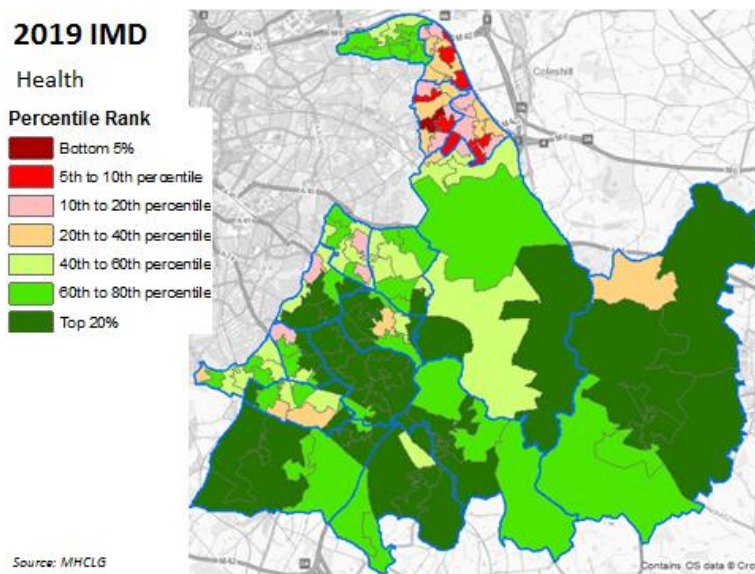 2019 IMD
Health
Percentile Rank
Bottom 5%
5th to 10th percentile
10th to 20th percentile
20th to 40th percentile
40th to 60th percentile
60th to 80th percentile
Top 20%
Coleshill
Source: MHCLG
Contains OS data © Cro